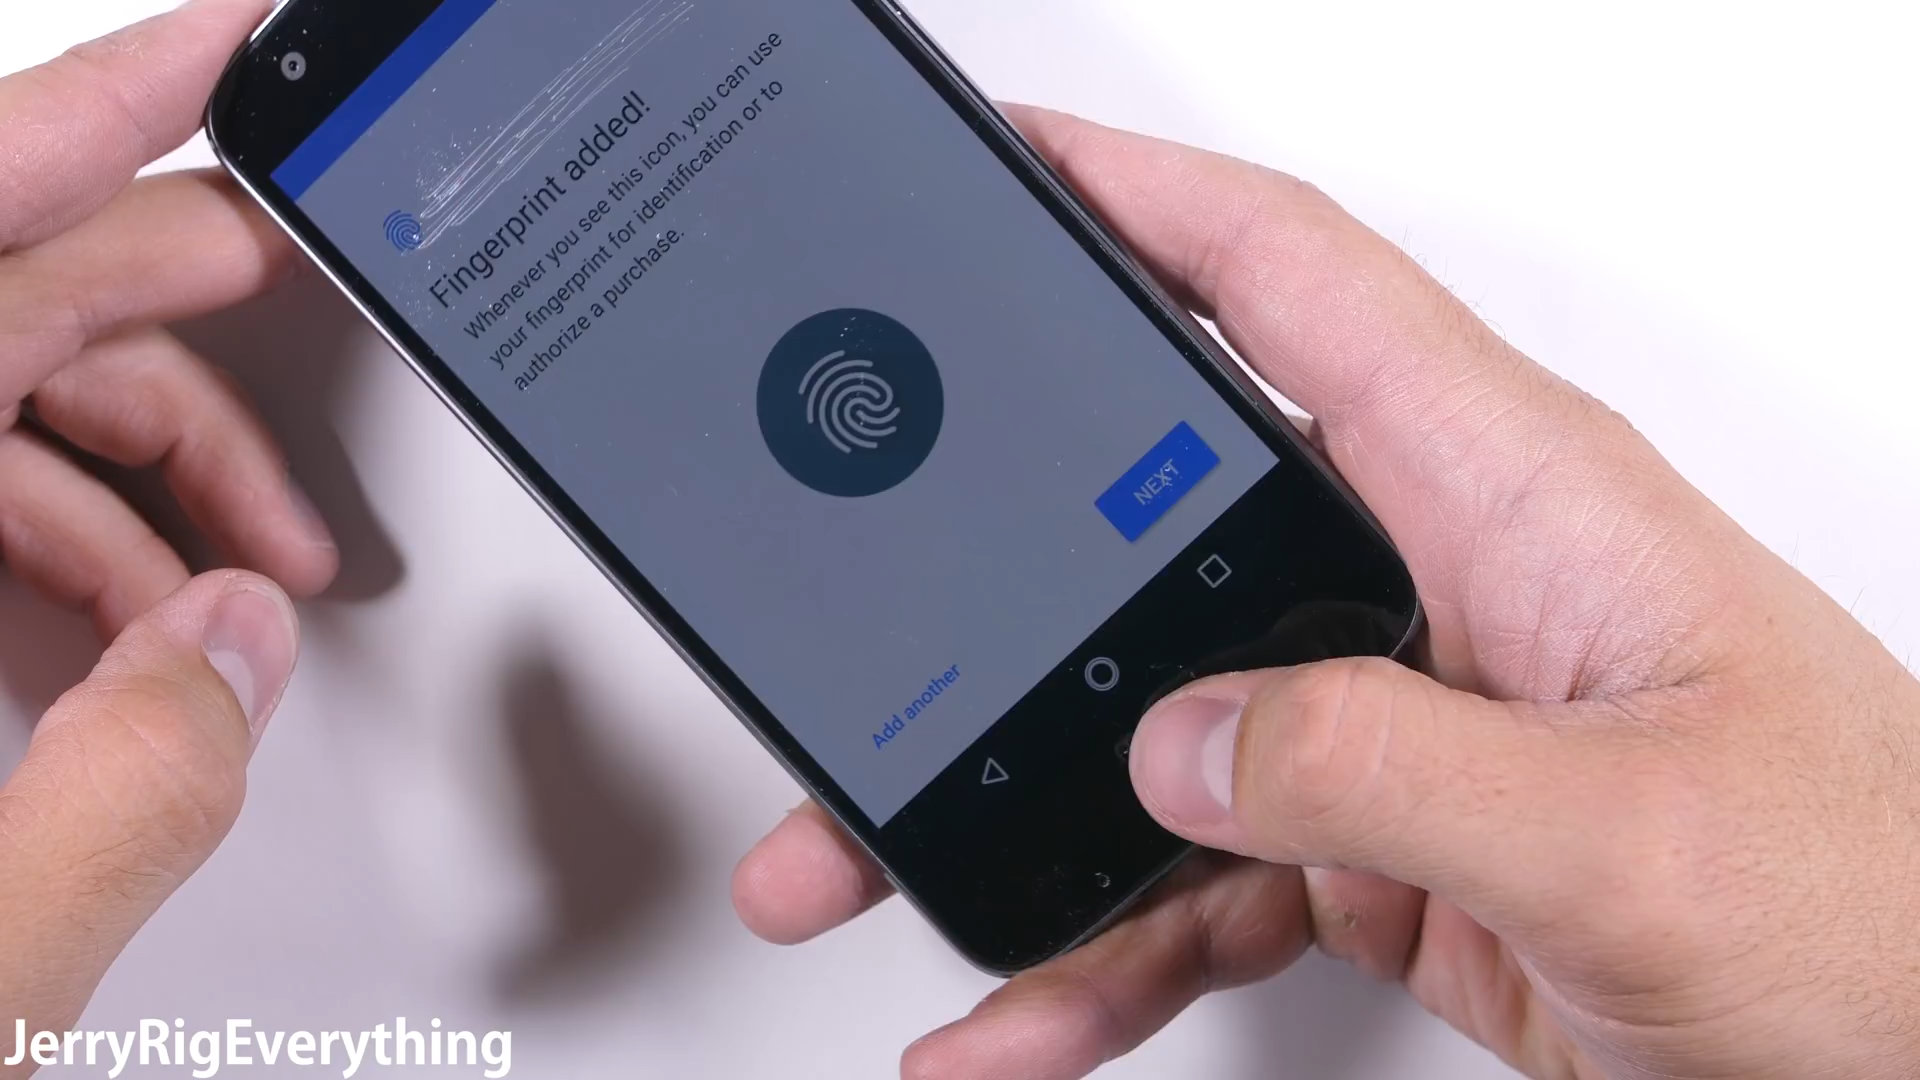 Fingerprint added!
Whenever you see this icon, you can use
your fingerprint for identification or to
authorize a purchase.
NEXT
Add another
JerryRigEverything